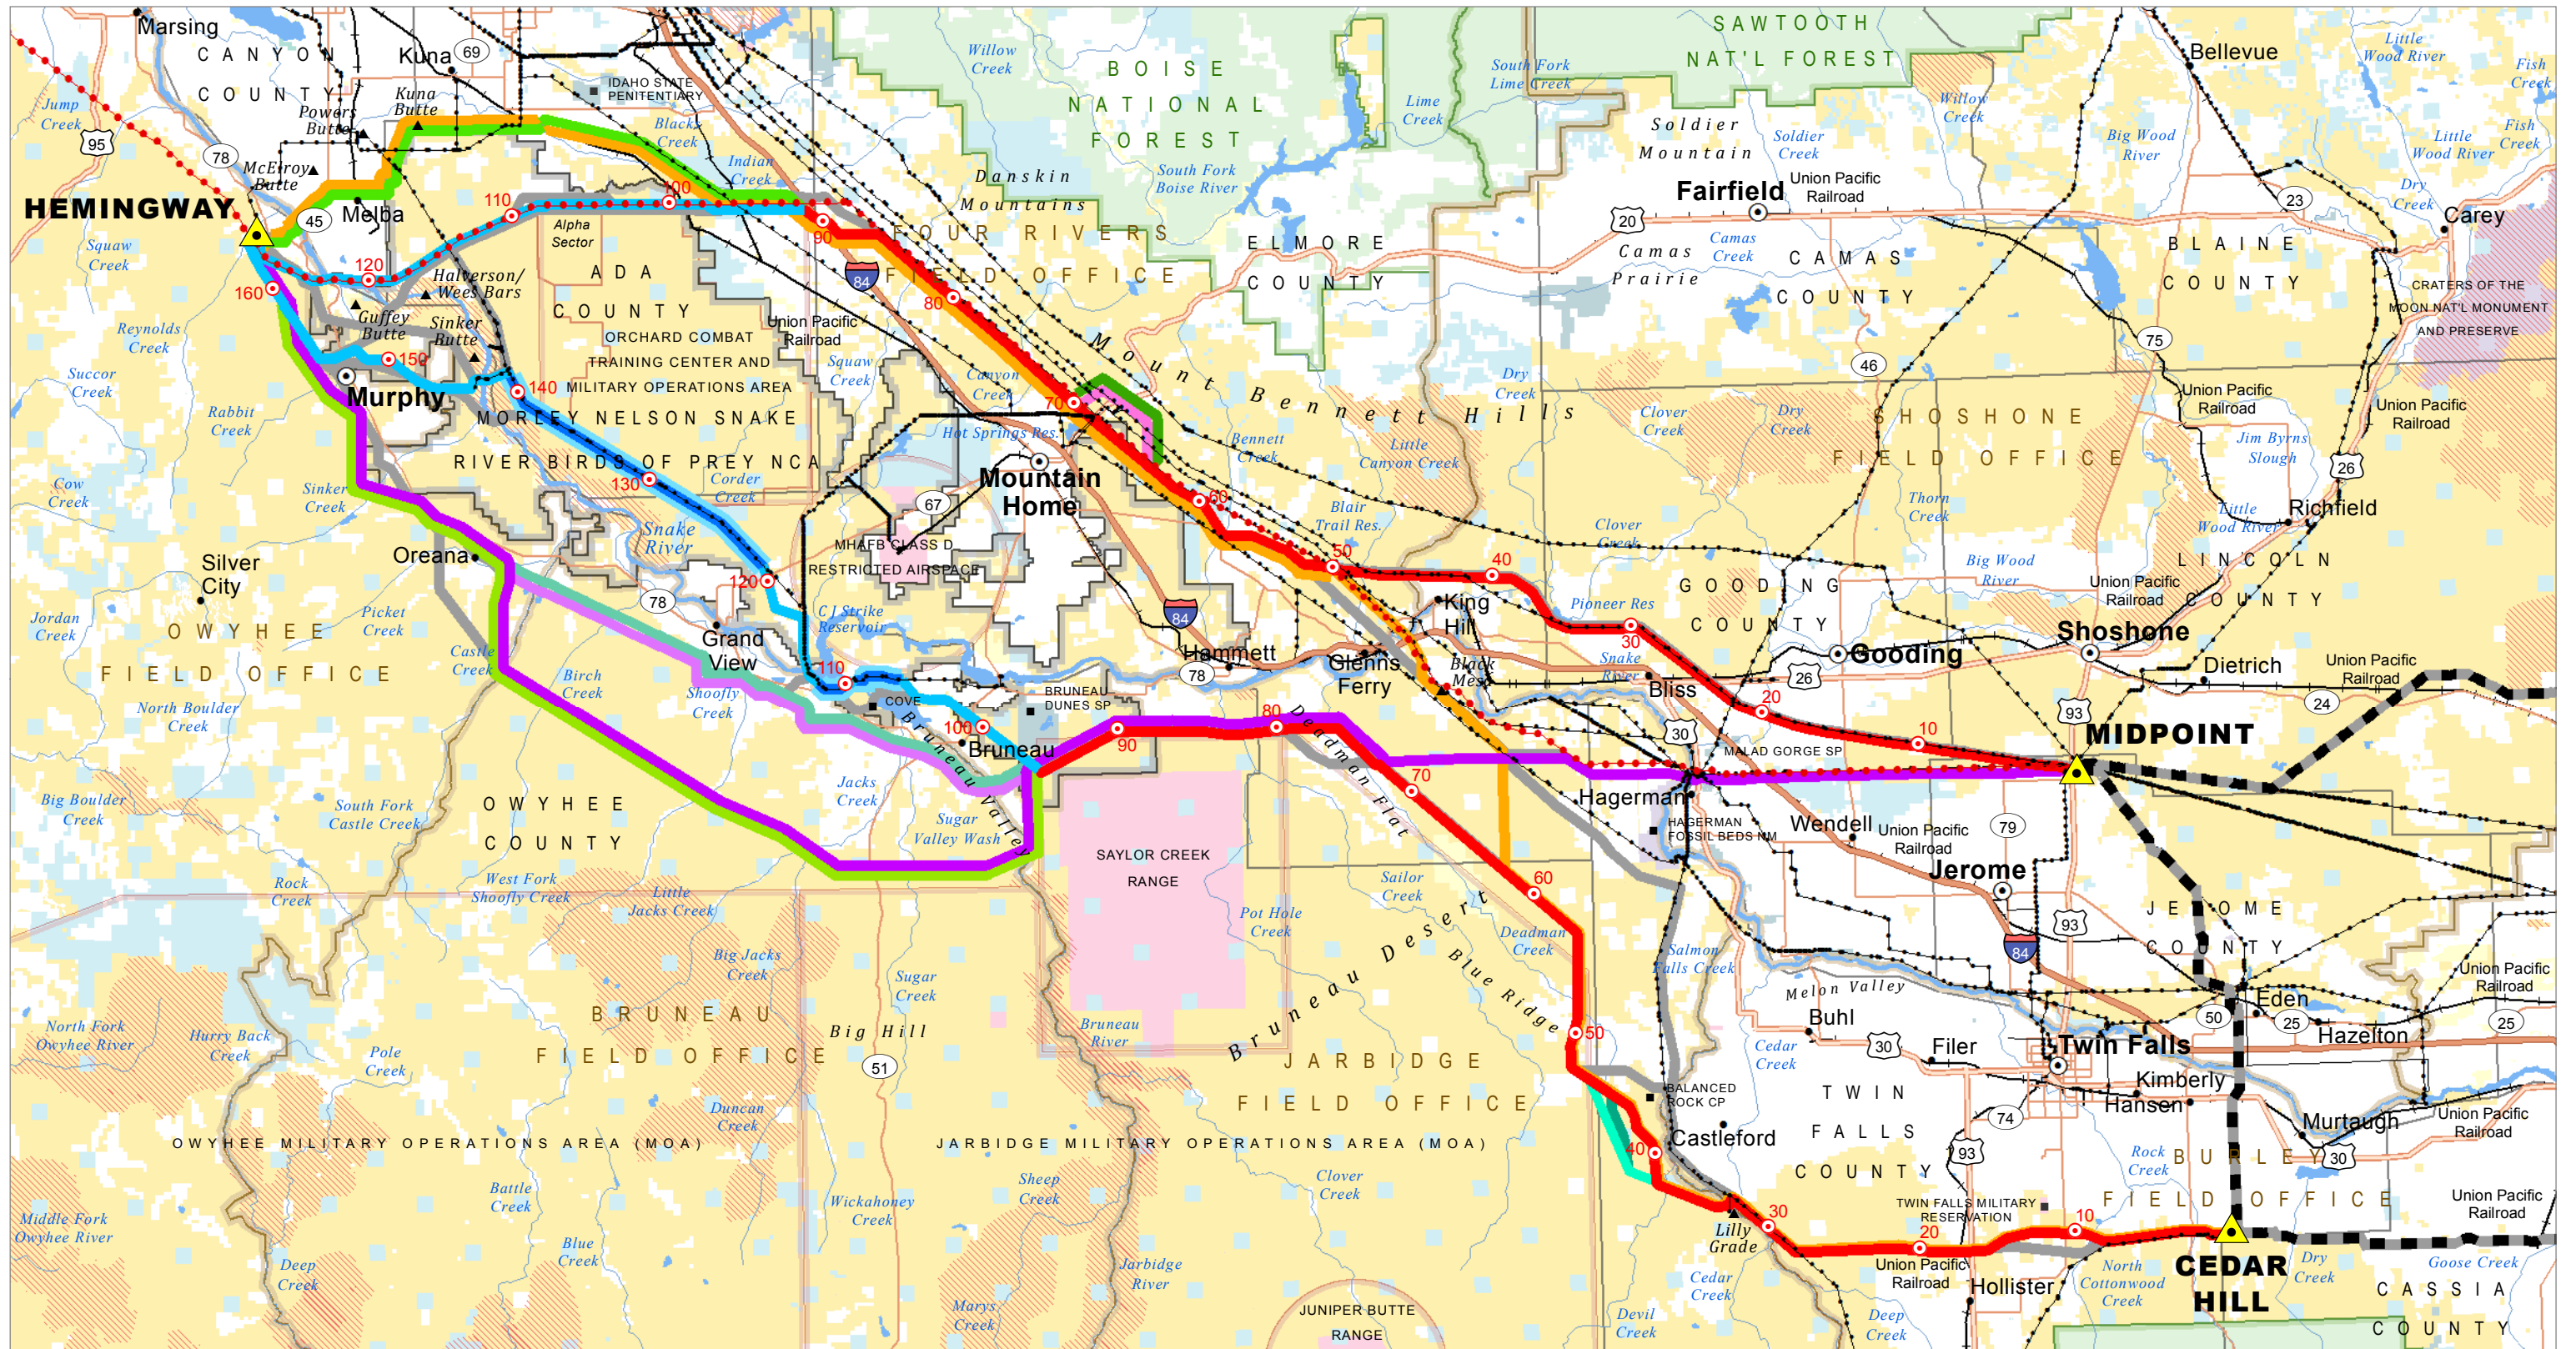 Marsing
CANYON
COUNTY
Kuna
69
IDAHO STATE
PENITENTIARY
Willow
Creek
BOISE
NATIONAL
FOREST
South Fork
Lime Creek
Lime
Creek
SAWTOOTH
NAT'L FOREST
Bellevue
Little
Wood River
Fish
Creek
Jump
Creek
95
78
Powers
Butte
Kuna
Butte
McElroy
Butte
Blacks
Creek
Indian
Creek
South Fork
Boise River
Danskin
Mountains
Soldier
Mountain
Soldier
Creek
Willow
Creek
Big Wood
River
Little
Wood River
Fish
Creek
HEMINGWAY
45
Melba
110
100
90
Alpha
Sector
FOUR RIVERS
FIELD OFFICE
ELMORE
COUNTY
20
Fairfield
Union Pacific
Railroad
Camas
Prairie
Camas
Creek
CAMAS
COUNTY
23
Dry
Creek
Carey
BLAINE
COUNTY
CRATERS OF THE
MOON NAT'L MONUMENT
AND PRESERVE
Squaw
Creek
160
120
Halverson/
Wees Bars
ADA
COUNTY
84
80
Guffey
Butte
Sinker
Butte
ORCHARD COMBAT
TRAINING CENTER AND
MILITARY OPERATIONS AREA
Union Pacific
Railroad
Squaw
Creek
Canyon
Creek
Mount Bennett Hills
Reynolds
Creek
Succor
Creek
150
Murphy
140
MORLEY NELSON SNAKE
RIVER BIRDS OF PREY NCA
70
Hot Springs Res.
Bennett
Creek
Little
Canyon Creek
Dry
Creek
Clover
Creek
Dry
Creek
46
75
SHOSHONE
FIELD OFFICE
Union Pacific
Railroad
Union Pacific
Railroad
Jim Byrns
Slough
26
Rabbit
Creek
Cow
Creek
Sinker
Creek
130
Corder
Creek
Mountain
Home
67
60
Blair
Trail Res.
Clover
Creek
Thorn
Creek
Little
Wood River
Richfield
Snake
River
MHAFB CLASS D
RESTRICTED AIRSPACE
50
40
Oreana
Silver
City
120
78
Grand
View
CJ Strike
Reservoir
84
King
Hill
Pioneer Res
30
GOODING
COUNTY
Big Wood
River
Union Pacific
Railroad
LINCOLN
COUNTY
Jordan
Creek
Picket
Creek
OWYHEE
FIELD OFFICE
Castle
Creek
Birch
Creek
Shoofly
Creek
110
COVE
Hammett
78
Glenns
Ferry
Black
Mesa
Snake
River
Bliss
26
Gooding
Shoshone
Dietrich
Union Pacific
Railroad
24
North Boulder
Creek
100
Bruneau
BRUNEAU
DUNES SP
90
80
Deadman Flat
70
30
20
10
MALAD GORGE SP
93
MIDPOINT
Big Boulder
Creek
South Fork
Castle Creek
OWYHEE
COUNTY
Jacks
Creek
Sugar
Valley Wash
Bruneau Valley
SAYLOR CREEK
RANGE
Hagerman
HAGERMAN
FOSSIL BEDS NM
Wendell
Union Pacific
Railroad
79
Jerome
Rock
Creek
West Fork
Shoofly Creek
Little
Jacks Creek
Pot Hole
Creek
Sailor
Creek
60
Deadman
Creek
Bruneau Desert
Blue Ridge
JEROME
COUNTY
93
84
Big Jacks
Creek
Sugar
Creek
Salmon
Falls Creek
Melon Valley
Union Pacific
Railroad
North Fork
Owyhee River
Hurry Back
Creek
Pole
Creek
BRUNEAU
FIELD OFFICE
Big Hill
51
Bruneau
River
JARBIDGE
FIELD OFFICE
50
Buhl
Cedar
Creek
30
Filer
Twin Falls
Eden
50
25
Hazelton
25
Kimberly
Hansen
Duncan
Creek
BALANCED
ROCK CP
TWIN
FALLS
COUNTY
74
93
Murtaugh
Union Pacific
Railroad
OWYHEE MILITARY OPERATIONS AREA (MOA)
JARBIDGE MILITARY OPERATIONS AREA (MOA)
Castleford
40
Rock
Creek
BURLEY
FIELD OFFICE
30
Middle Fork
Owyhee River
Battle
Creek
Wickahoney
Creek
Sheep
Creek
Clover
Creek
Lilly
Grade
30
TWIN FALLS MILITARY
RESERVATION
20
10
Union Pacific
Railroad
Deep
Creek
Blue
Creek
Marys
Creek
Jarbidge
River
JUNIPER BUTTE
RANGE
Cedar
Creek
Devil
Creek
Union Pacific
Railroad
Hollister
Deep
Creek
North
Cottonwood
Creek
CEDAR
HILL
Dry
Creek
Goose Creek
CASSIA
COUNTY